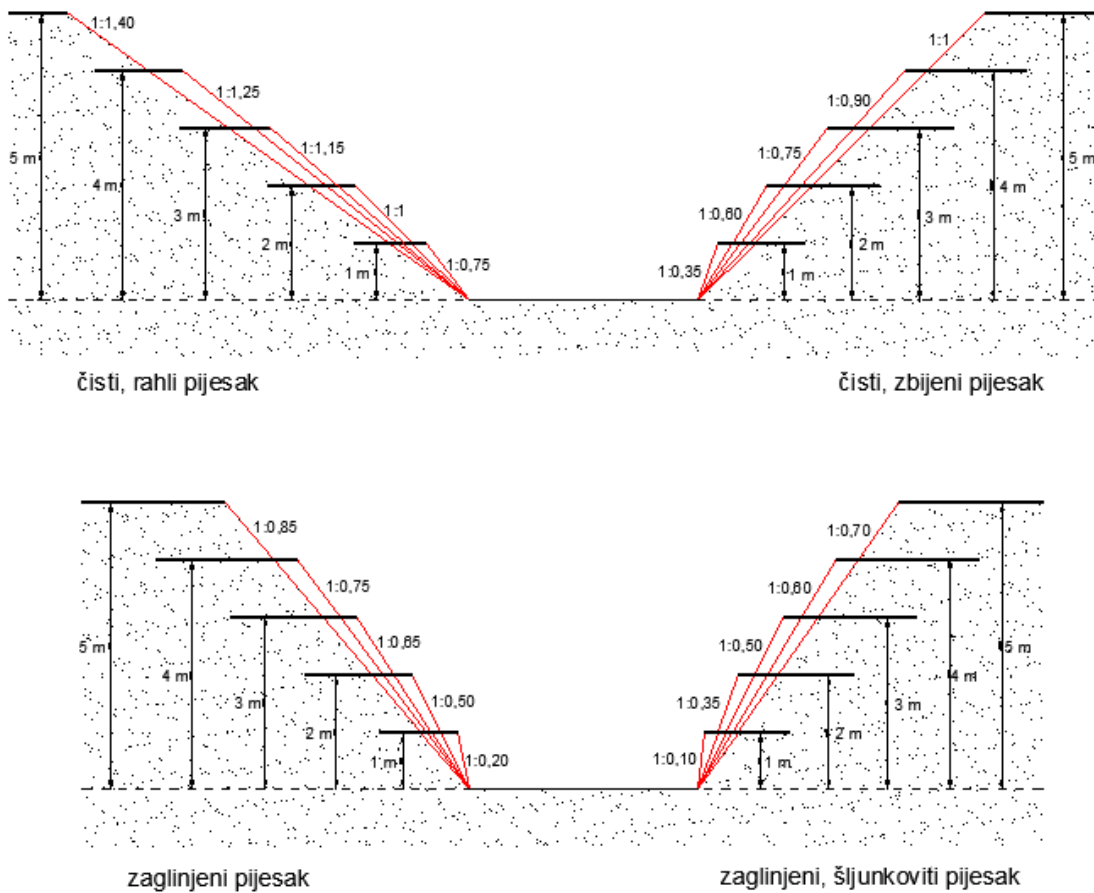 1:1,40
1:1,25
1:1,15
1:1
1:0,75
5 m
4 m
3 m
2 m
1 m
čisti, rahli pijesak
1:1
1:0,90
1:0,75
1:0,60
1:0,35
1 m
2 m
3 m
4 m
5 m
čisti, zbijeni pijesak
1:0,85
1:0,75
1:0,65
1:0,50
1:0,20
5 m
4 m
3 m
2 m
1 m
zaglinjeni pijesak
1:0,70
1:0,60
1:0,50
1:0,35
1:0,10
1 m
2 m
3 m
4 m
5 m
zaglinjeni, šljunkoviti pijesak